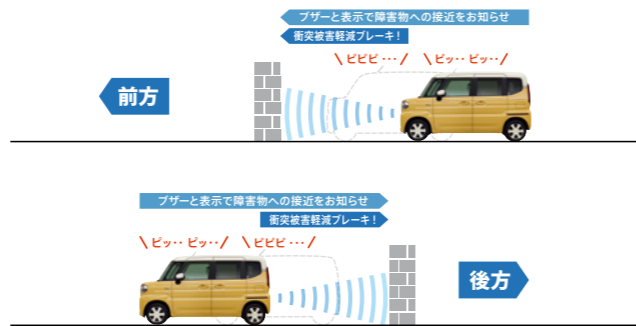 ブザーと表示で障害物への接近をお知らせ
衝突被害軽減ブレーキ！
ピピピ･･･ ピッ･･ ピッ･･
前方
ブザーと表示で障害物への接近をお知らせ
衝突被害軽減ブレーキ！
ピッ･･ ピッ･･ ピピピ･･･
後方